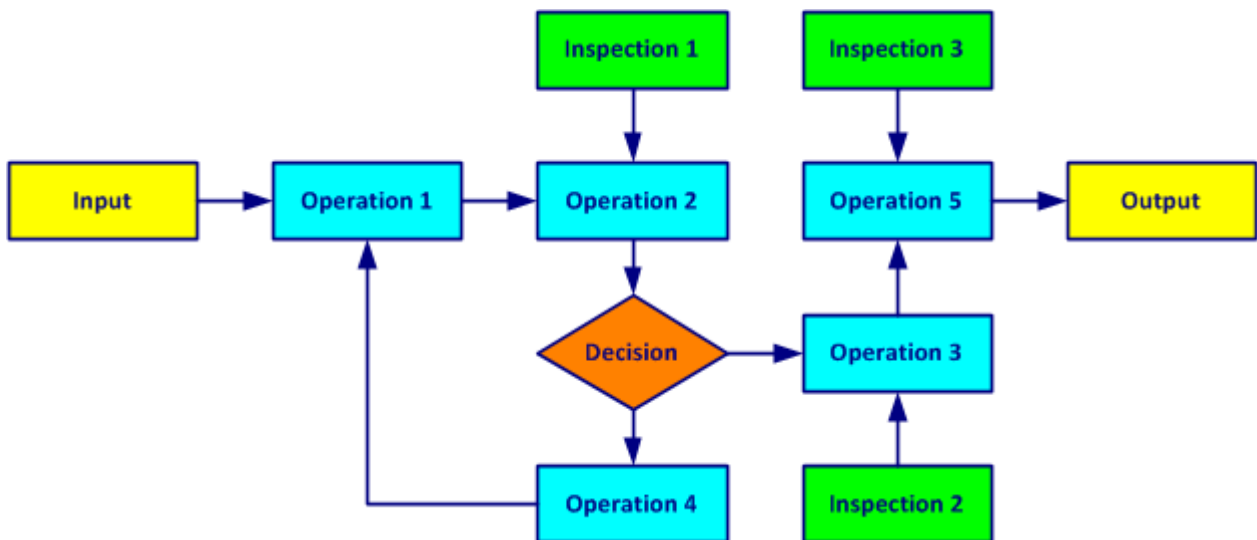 Inspection 1
Inspection 3
Input
Operation 1
Operation 2
Operation 5
Output
Decision
Operation 3
Operation 4
Inspection 2